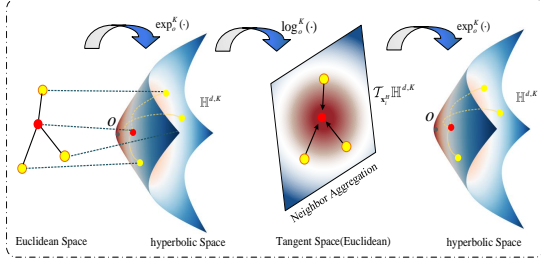 exp_o^K(·)
log_o^K(·)
exp_o^K(·)
ℍ^{d,K}
𝒯_{x_i^H}ℍ^{d,K}
ℍ^{d,K}
O
O
Neighbor Aggregation
Euclidean Space
hyperbolic Space
Tangent Space(Euclidean)
hyperbolic Space